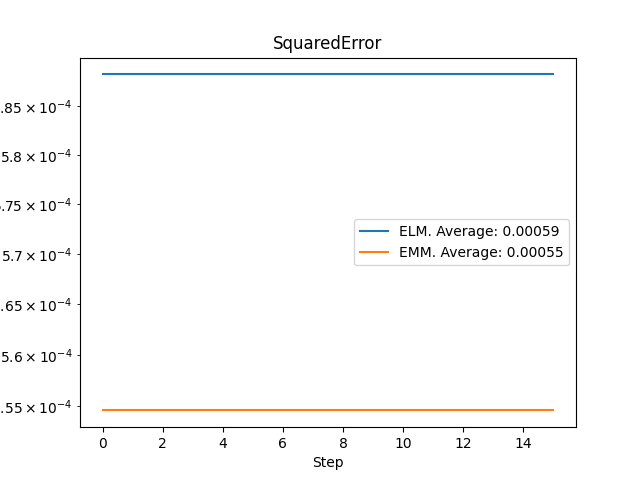 SquaredError
.85 × 10⁻⁴
5.8 × 10⁻⁴
.75 × 10⁻⁴
5.7 × 10⁻⁴
.65 × 10⁻⁴
5.6 × 10⁻⁴
.55 × 10⁻⁴
ELM. Average: 0.00059
EMM. Average: 0.00055
0 2 4 6 8 10 12 14
Step